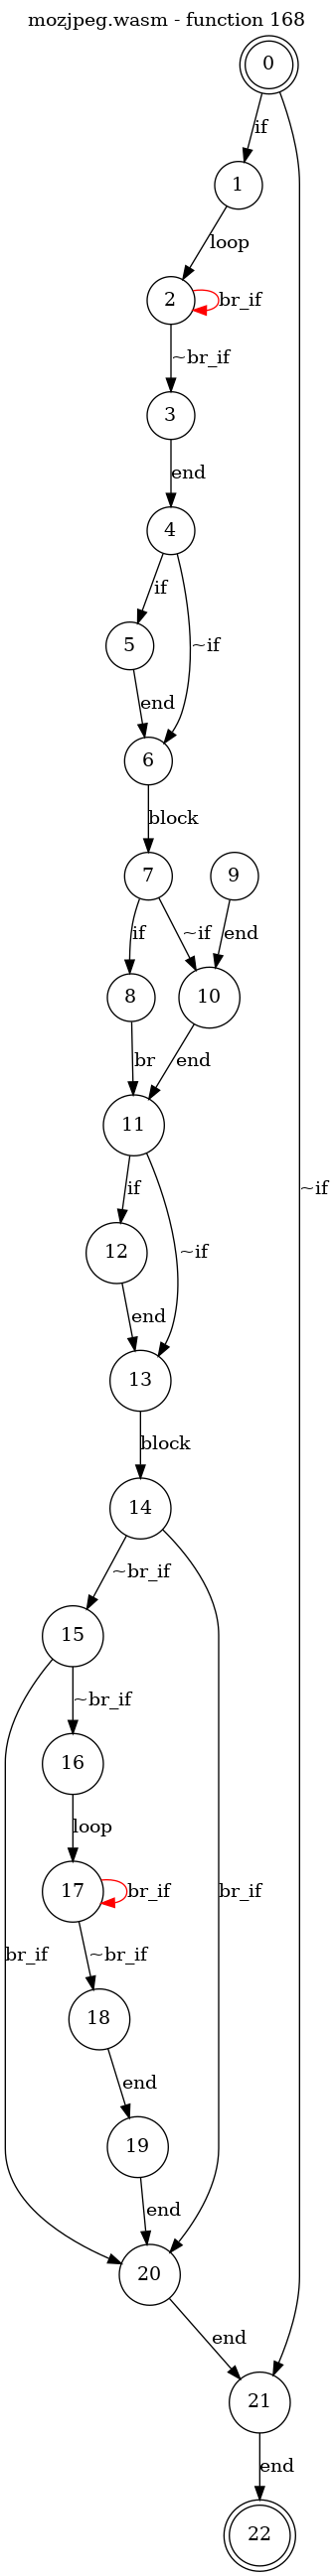 mozjpeg.wasm - function 168
0
if
1
loop
2
br_if
~br_if
3
end
4
if
5
~if
end
6
block
7
9
if
~if
end
8
10
br
end
11
if
12
~if
end
13
block
14
~br_if
15
~br_if
16
loop
br_if
br_if
~if
17
br_if
~br_if
18
end
19
end
20
end
21
end
22